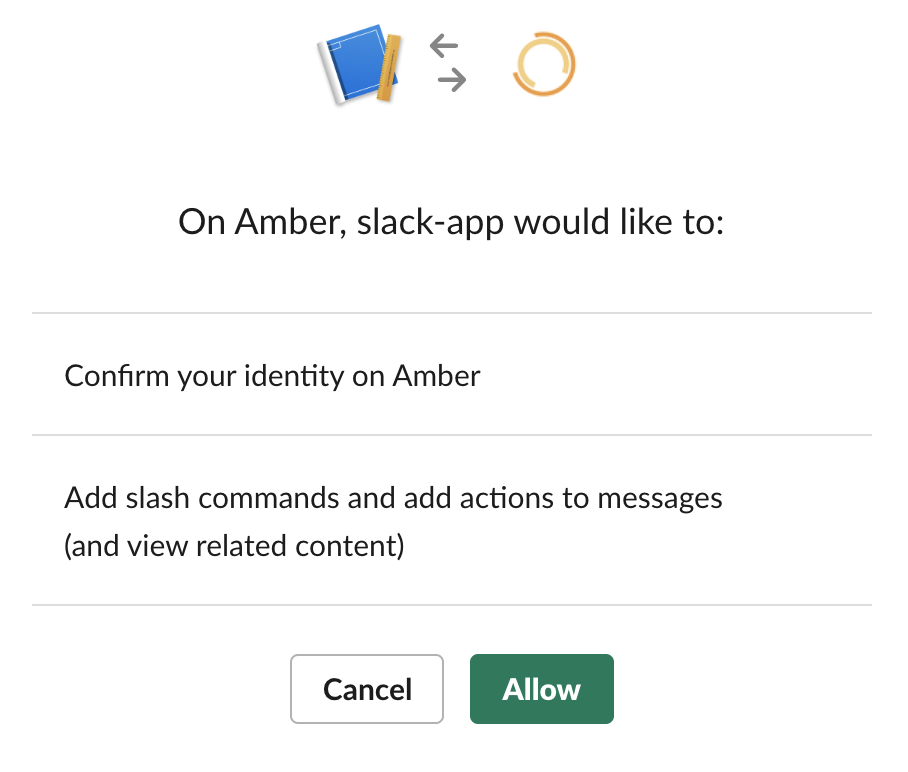 On Amber, slack-app would like to:
Confirm your identity on Amber
Add slash commands and add actions to messages
(and view related content)
Cancel
Allow